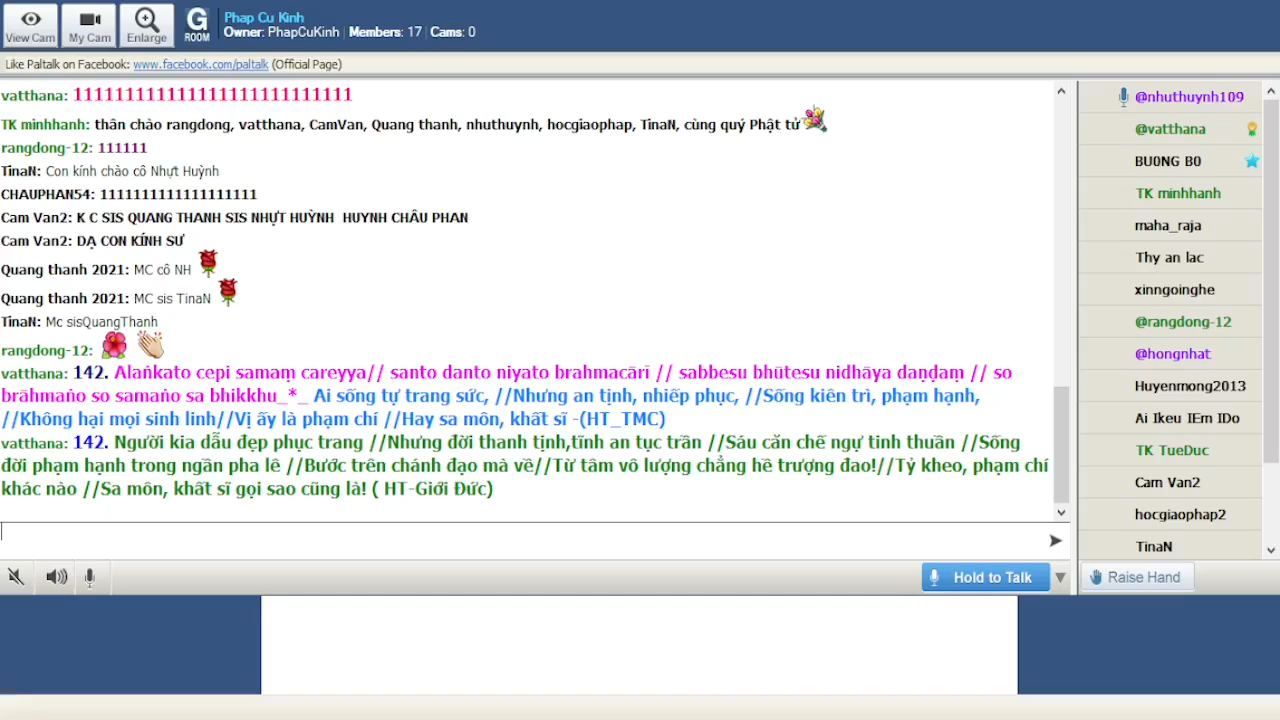 View Cam
My Cam
Enlarge
G
ROOM
Phap Cu Kinh
Owner: PhapCuKinh | Members: 17 | Cams: 0
Like Paltalk on Facebook: www.facebook.com/paltalk (Official Page)
vatthana: 1111111111111111111111111111
TK minhhanh: thân chào rangdong, vatthana, CamVan, Quang thanh, nhuthuynh, hocgiaophap, TinaN, cùng quý Phật tử
rangdong-12: 111111
TinaN: Con kính chào cô Nhựt Huỳnh
CHAUPHAN54: 1111111111111111111
Cam Van2: K C SIS QUANG THANH SIS NHỰT HUỲNH  HUYNH CHÂU PHAN
Cam Van2: DẠ CON KÍNH SƯ
Quang thanh 2021: MC cô NH
Quang thanh 2021: MC sis TinaN
TinaN: Mc sisQuangThanh
rangdong-12:
vatthana: 142. Alaṅkato cepi samaṃ careyya// santo danto niyato brahmacārī // sabbesu bhūtesu nidhāya daṇḍaṃ // so
brāhmaṅo so samaṅo sa bhikkhu_*_ Ai sống tự trang sức, //Nhưng an tịnh, nhiếp phục, //Sống kiên trì, phạm hạnh,
//Không hại mọi sinh linh//Vị ấy là phạm chí //Hay sa môn, khất sĩ -(HT_TMC)
vatthana: 142. Người kia dẫu đẹp phục trang //Nhưng đời thanh tịnh,tĩnh an tục trần //Sáu căn chế ngự tinh thuần //Sống
đời phạm hạnh trong ngần pha lê //Bước trên chánh đạo mà về//Từ tâm vô lượng chẳng hề trượng đao!//Tỷ kheo, phạm chí
khác nào //Sa môn, khất sĩ gọi sao cũng là! ( HT-Giới Đức)
Hold to Talk
@nhuthuynh109
@vatthana
BU0NG B0
TK minhhanh
maha_raja
Thy an lac
xinngoinghe
@rangdong-12
@hongnhat
Huyenmong2013
Ai Ikeu IEm IDo
TK TueDuc
Cam Van2
hocgiaophap2
TinaN
Raise Hand